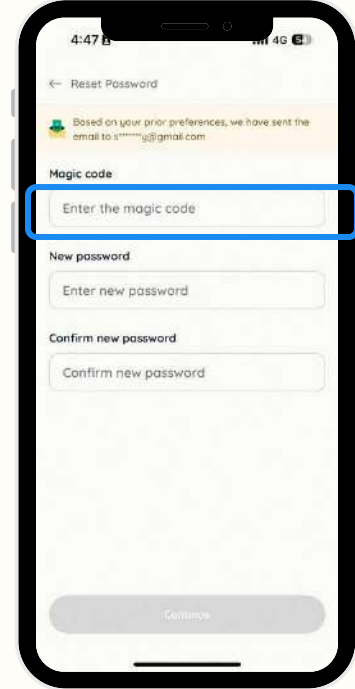 4:47
4G
← Reset Password
Based on your prior preferences, we have sent the
email to s******y@gmail.com
Magic code
Enter the magic code
New password
Enter new password
Confirm new password
Confirm new password
Continue